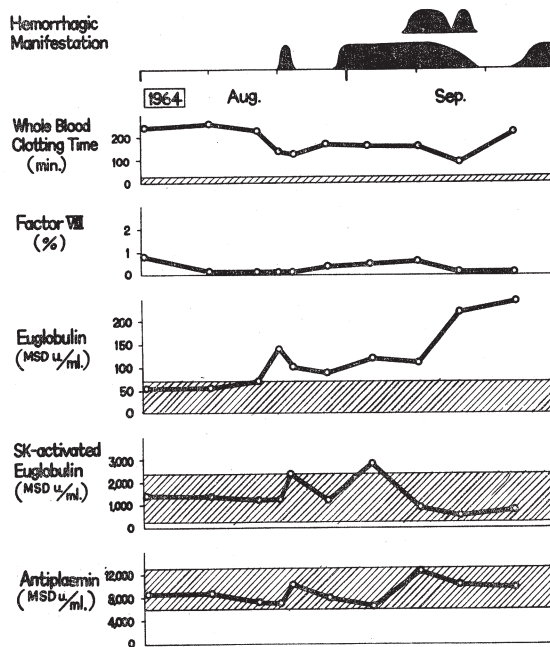 Hemorrhagic
Manifestation
1964 Aug. Sep.
Whole Blood
Clotting Time
(min.)
200
100
0
Factor VIII
(%)
2
1
0
Euglobulin
(MSD u./ml.)
200
150
100
50
0
SK-activated
Euglobulin
(MSD u./ml.)
3,000
2,000
1,000
0
Antiplasmin
(MSD u./ml.)
12,000
8,000
4,000
0